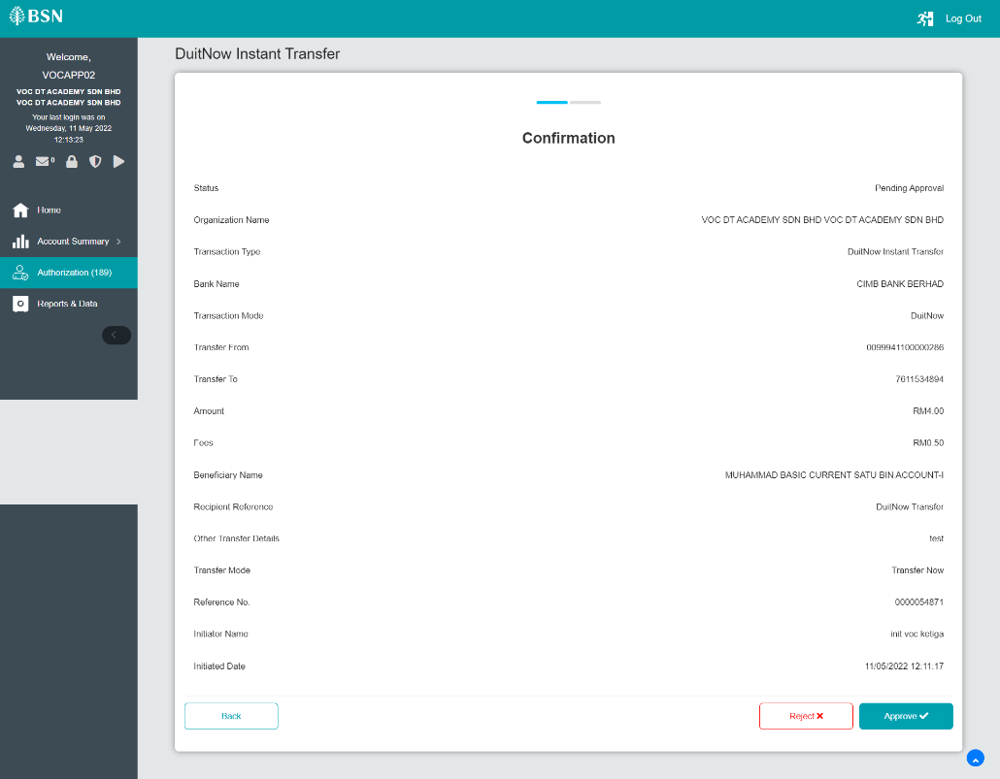 BSN
Log Out
Welcome,
VOCAPP02
VOC DT ACADEMY SDN BHD
VOC DT ACADEMY SDN BHD
Your last login was on
Wednesday, 11 May 2022
12:13:23
0
Home
Account Summary
Authorization (189)
Reports & Data
DuitNow Instant Transfer
Confirmation
Status Pending Approval
Organization Name VOC DT ACADEMY SDN BHD VOC DT ACADEMY SDN BHD
Transaction Type DuitNow Instant Transfer
Bank Name CIMB BANK BERHAD
Transaction Mode DuitNow
Transfer From 0099941100000286
Transfer To 7611534894
Amount RM4.00
Fees RM0.50
Beneficiary Name MUHAMMAD BASIC CURRENT SATU BIN ACCOUNT-I
Recipient Reference DuitNow Transfer
Other Transfer Details test
Transfer Mode Transfer Now
Reference No. 0000054871
Initiator Name init voc ketiga
Initiated Date 11/05/2022 12:11:17
Back Reject Approve